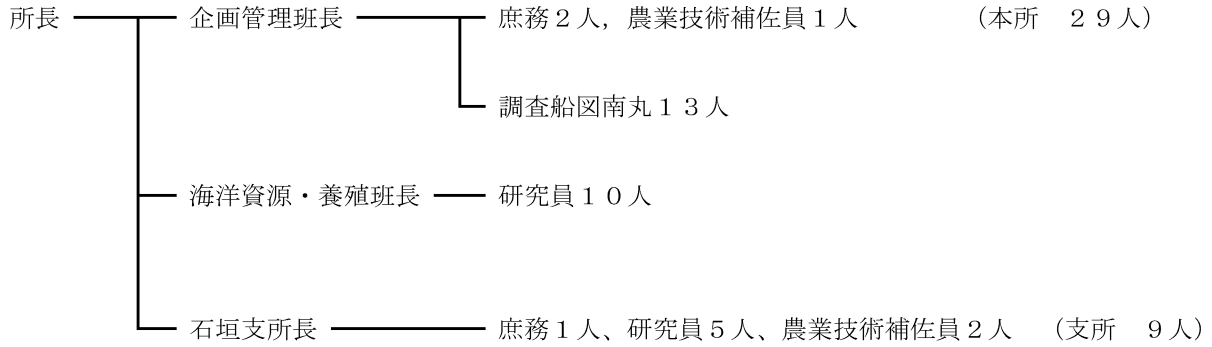 所長 企画管理班長 庶務２人，農業技術補佐員１人 （本所　２９人）
調査船図南丸１３人
海洋資源・養殖班長 研究員１０人
石垣支所長 庶務１人、研究員５人、農業技術補佐員２人 （支所　９人）